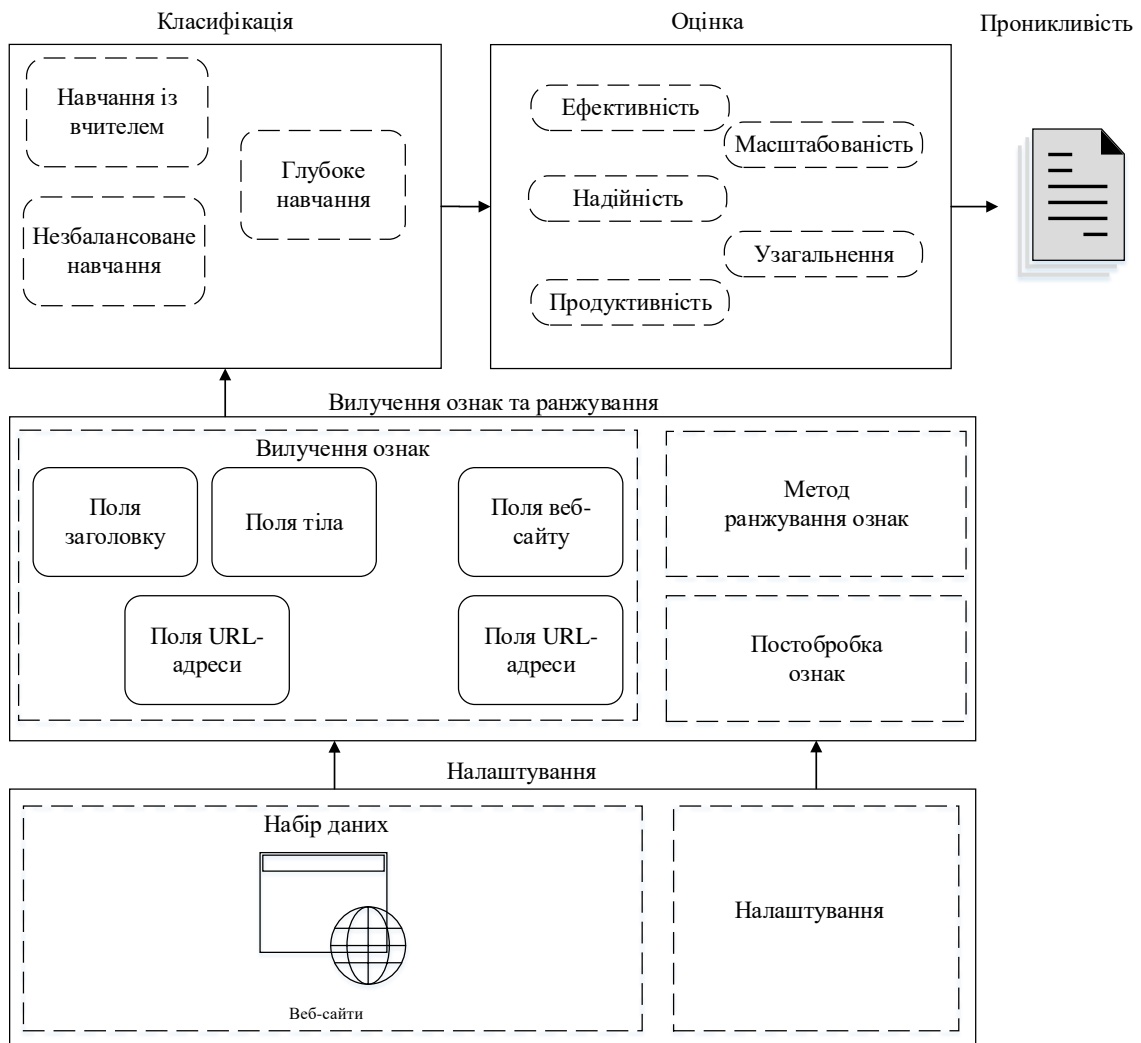 Класифікація
Оцінка
Проникливість
Навчання із
вчителем
Глибоке
навчання
Незбалансоване
навчання
Ефективність
Масштабованість
Надійність
Узагальнення
Продуктивність
Вилучення ознак та ранжування
Вилучення ознак
Поля
заголовку
Поля тіла
Поля веб-
сайту
Поля URL-
адреси
Поля URL-
адреси
Метод
ранжування ознак
Постобробка
ознак
Налаштування
Набір даних
Веб-сайти
Налаштування